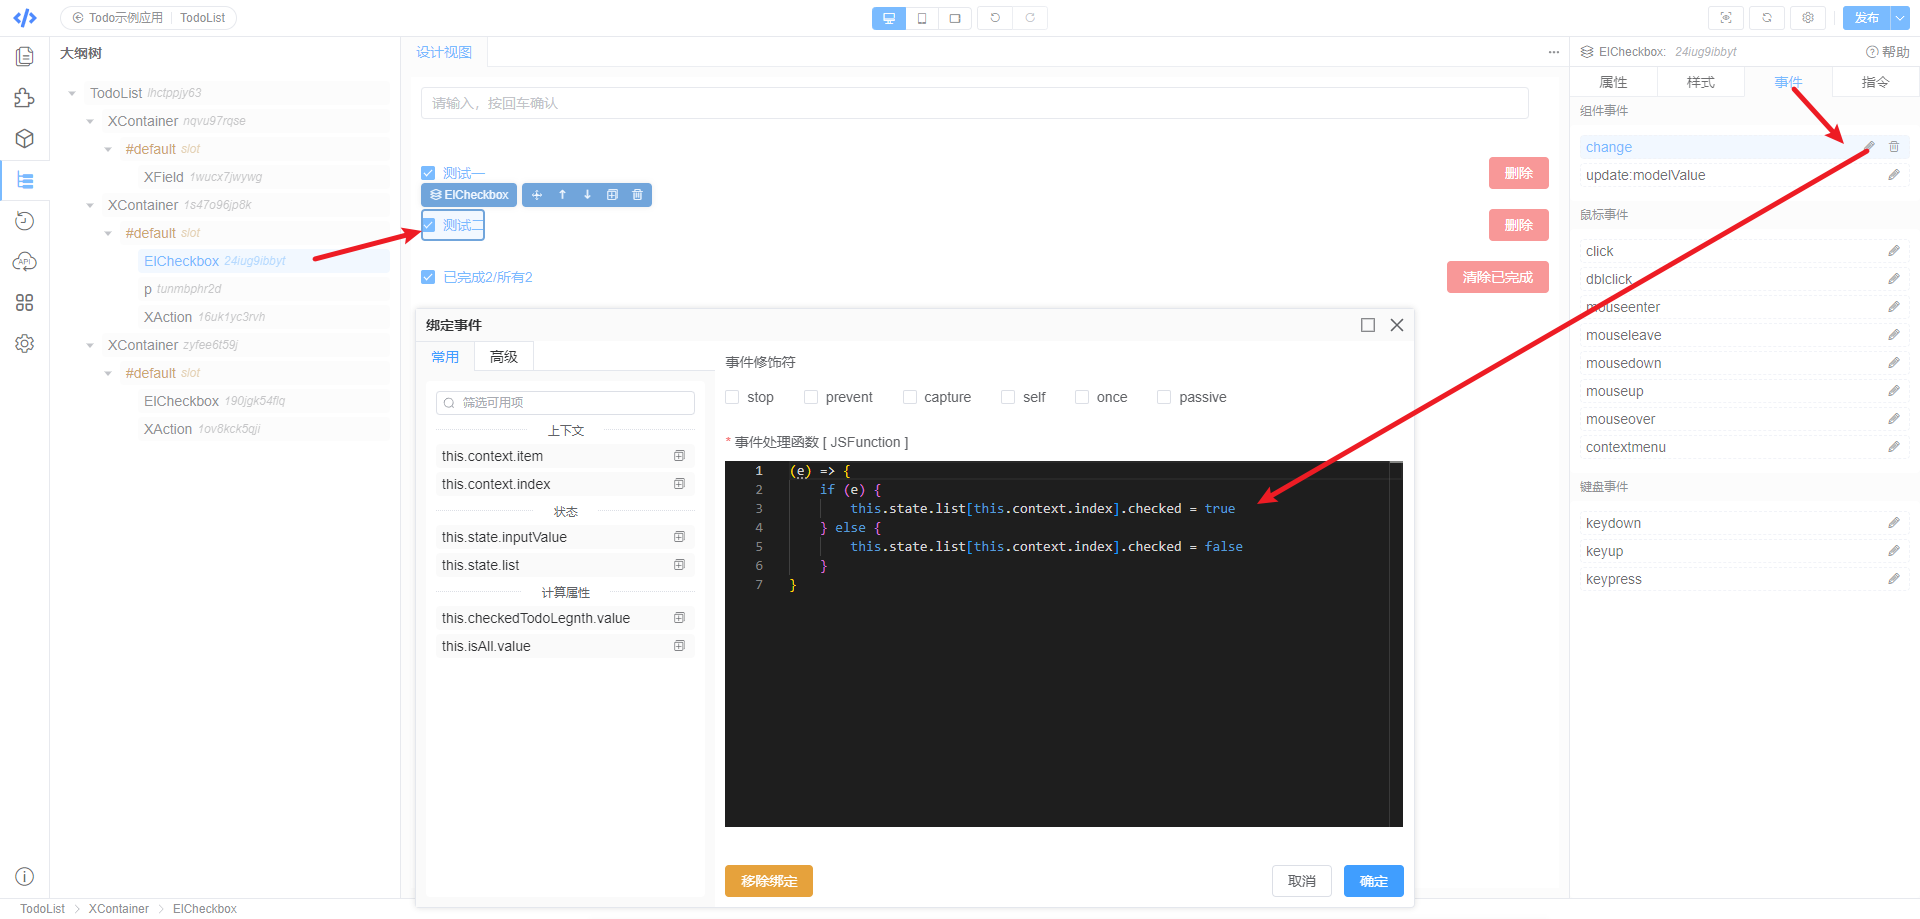 Todo示例应用 TodoList
发布
大纲树
TodoList lhctppjy63
XContainer nqvu97rqse
#default slot
XField 1wucx7jwywg
XContainer 1s47o96jp8k
#default slot
ElCheckbox 24iug9ibbyt
p tunmbphr2d
XAction 16uk1yc3rvh
XContainer zyfee6t59j
#default slot
ElCheckbox 190jgk54flq
XAction 1ov8kck5qji
API
设计视图
请输入，按回车确认
测试一
删除
ElCheckbox
测试二
删除
已完成2/所有2
清除已完成
绑定事件
常用 高级
筛选可用项
上下文
this.context.item
this.context.index
状态
this.state.inputValue
this.state.list
计算属性
this.checkedTodoLegnth.value
this.isAll.value
事件修饰符
stop prevent capture self once passive
* 事件处理函数 [ JSFunction ]
1 (e) => {
2 if (e) {
3 this.state.list[this.context.index].checked = true
4 } else {
5 this.state.list[this.context.index].checked = false
6 }
7 }
移除绑定
取消 确定
ElCheckbox: 24iug9ibbyt
帮助
属性 样式 事件 指令
组件事件
change
update:modelValue
鼠标事件
click
dblclick
mouseenter
mouseleave
mousedown
mouseup
mouseover
contextmenu
键盘事件
keydown
keyup
keypress
TodoList > XContainer > ElCheckbox